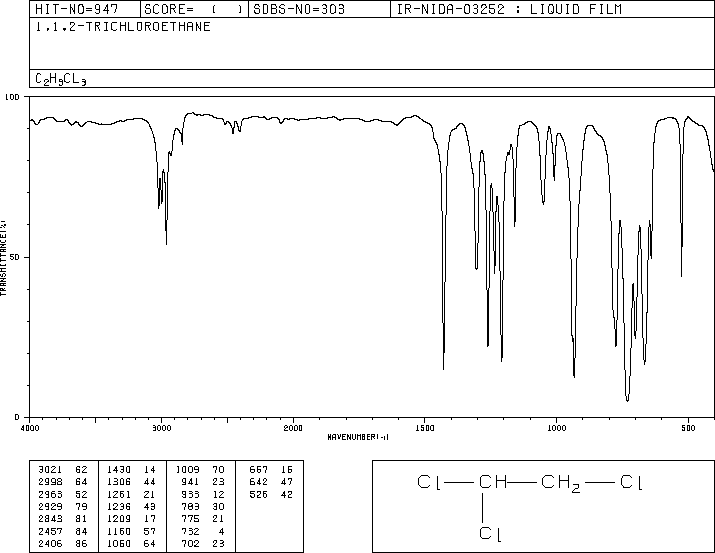 HIT-NO=947 SCORE= ( ) SDBS-NO=303 IR-NIDA-03252 : LIQUID FILM
1,1,2-TRICHLOROETHANE
C₂H₃CL₃
100
50
0
TRANSMITTANCE(%)
4000 3000 2000 1500 1000 500
WAVENUMBER(-1)
3021 62 1430 14 1009 70 667 16
2998 64 1306 44 941 23 642 47
2963 52 1261 21 933 12 526 42
2929 79 1236 43 783 30
2843 81 1209 17 775 21
2457 84 1160 57 732 4
2406 86 1050 64 702 23
Cl CH CH₂ Cl
Cl